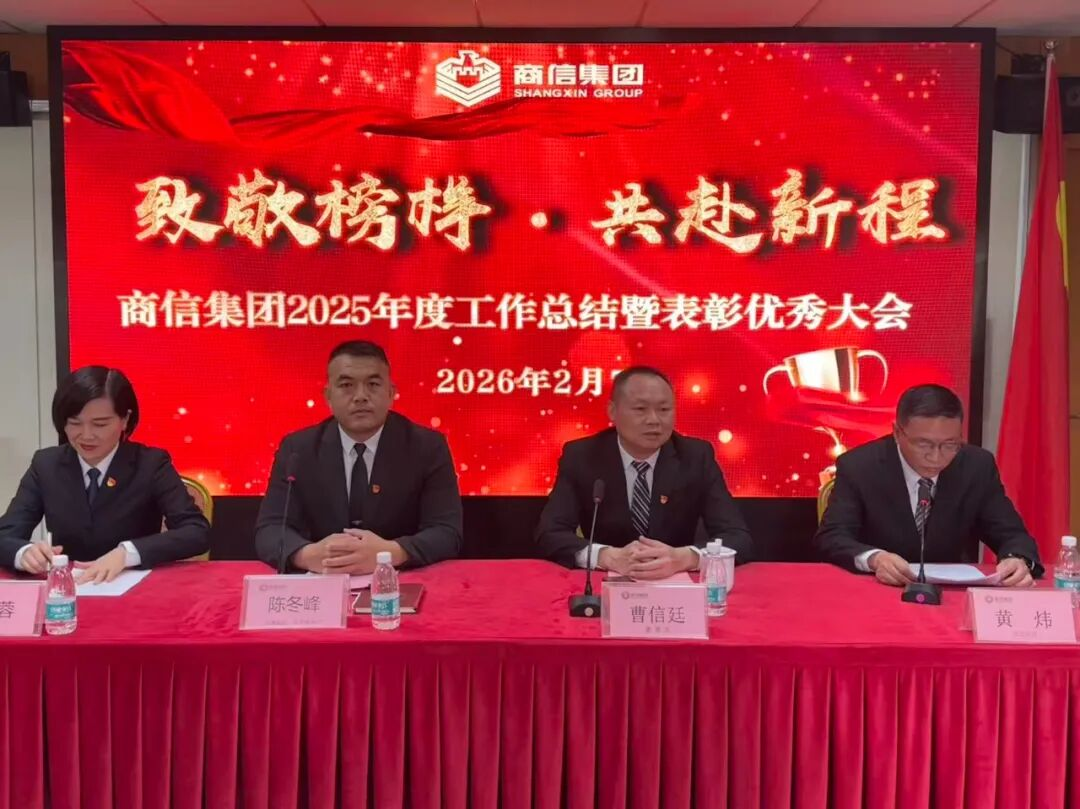 商信集团
SHANGXIN GROUP
致敬榜样·共赴新程
商信集团2025年度工作总结暨表彰优秀大会
2026年2月
蓉
陈冬峰
曹信廷
黄 炜